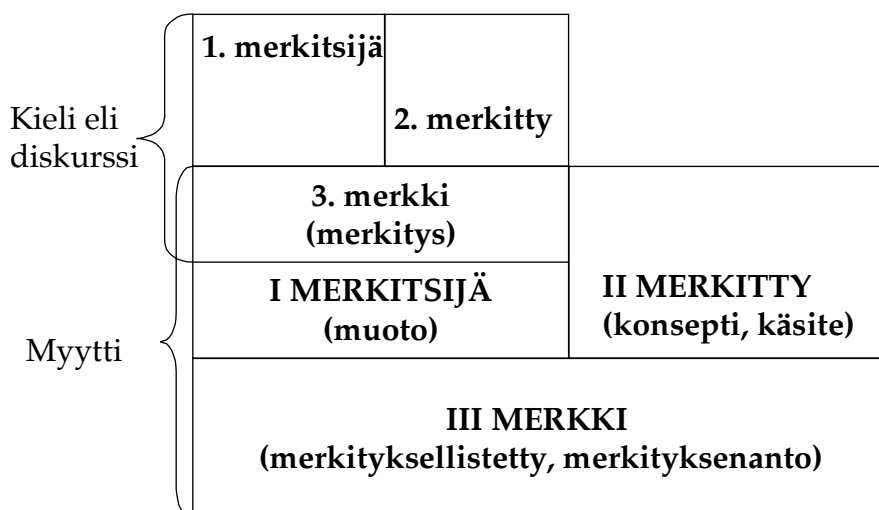 1. merkitsijä
2. merkitty
Kieli eli
diskurssi
3. merkki
(merkitys)
I MERKITSIJÄ
(muoto)
II MERKITTY
(konsepti, käsite)
Myytti
III MERKKI
(merkityksellistetty, merkityksenanto)